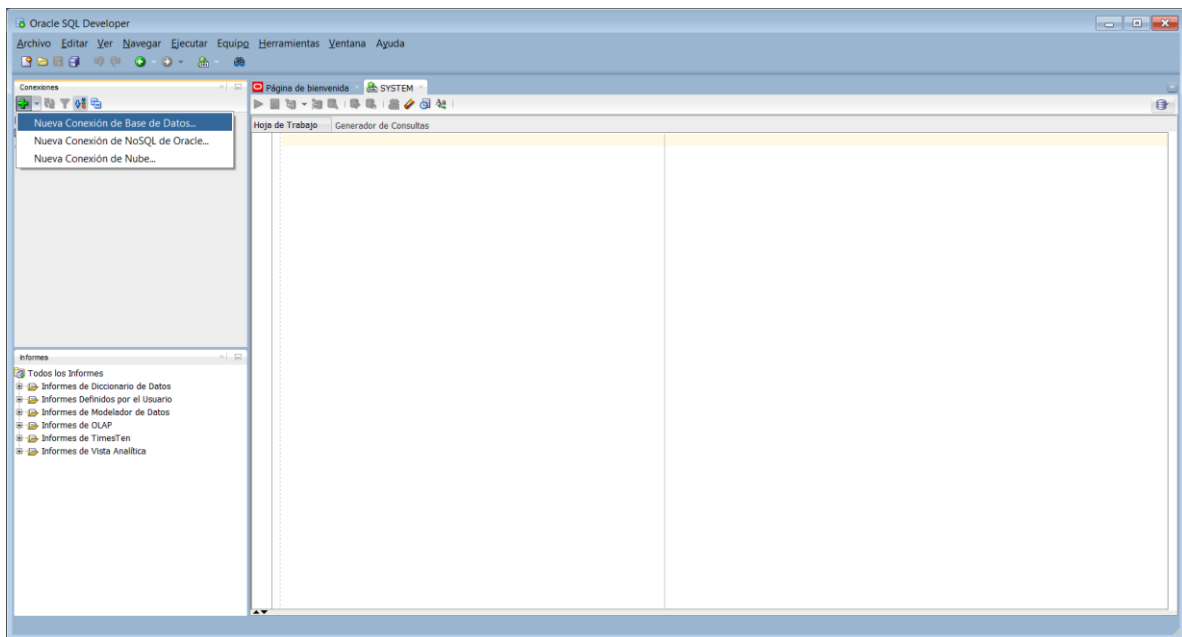 Oracle SQL Developer
Archivo Editar Ver Navegar Ejecutar Equipo Herramientas Ventana Ayuda
Conexiones
Página de bienvenida
SYSTEM
Nueva Conexión de Base de Datos...
Nueva Conexión de NoSQL de Oracle...
Nueva Conexión de Nube...
Hoja de Trabajo Generador de Consultas
Informes
Todos los Informes
Informes de Diccionario de Datos
Informes Definidos por el Usuario
Informes de Modelador de Datos
Informes de OLAP
Informes de TimesTen
Informes de Vista Analítica